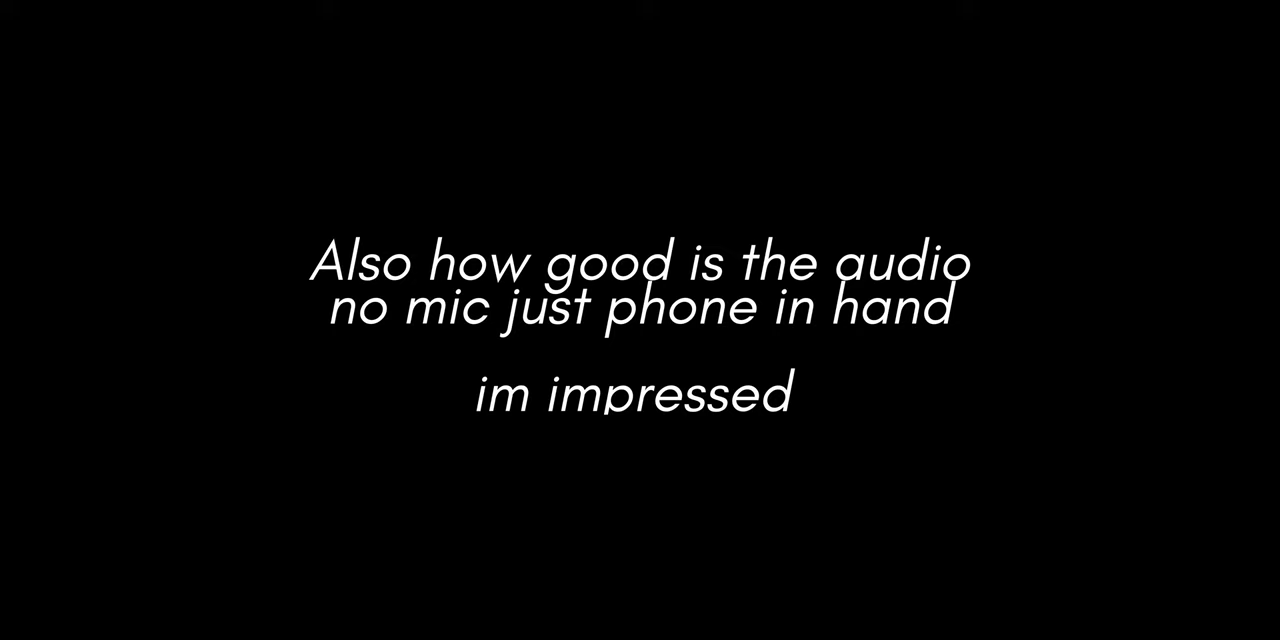 Also how good is the audio
no mic just phone in hand
im impressed